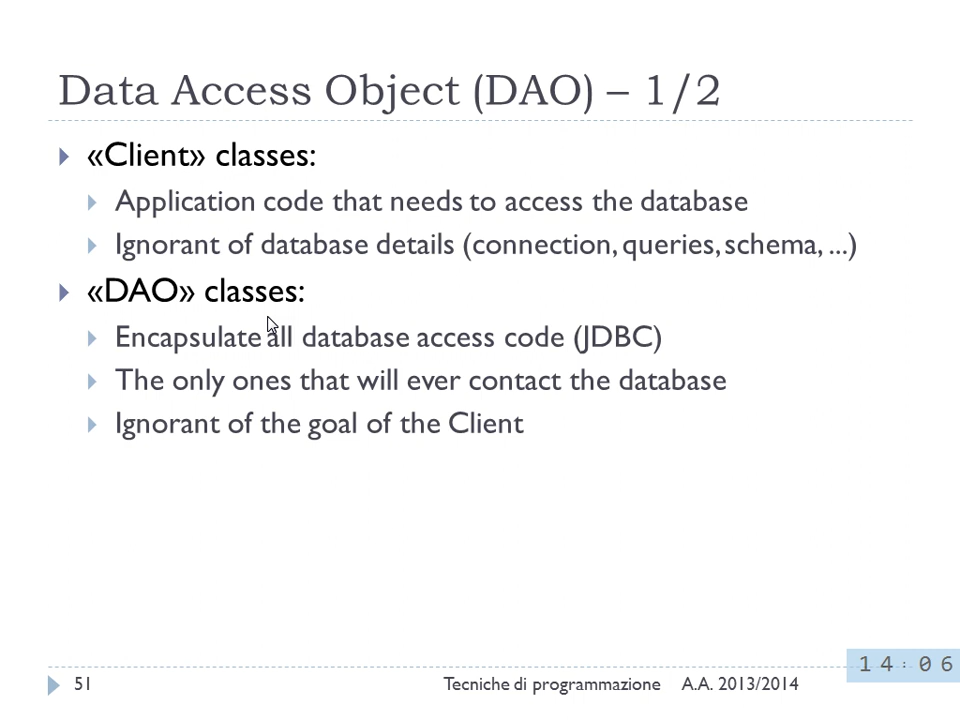 Data Access Object (DAO) – 1/2
«Client» classes:
Application code that needs to access the database
Ignorant of database details (connection, queries, schema, ...)
«DAO» classes:
Encapsulate all database access code (JDBC)
The only ones that will ever contact the database
Ignorant of the goal of the Client
51 Tecniche di programmazione A.A. 2013/2014
14:06